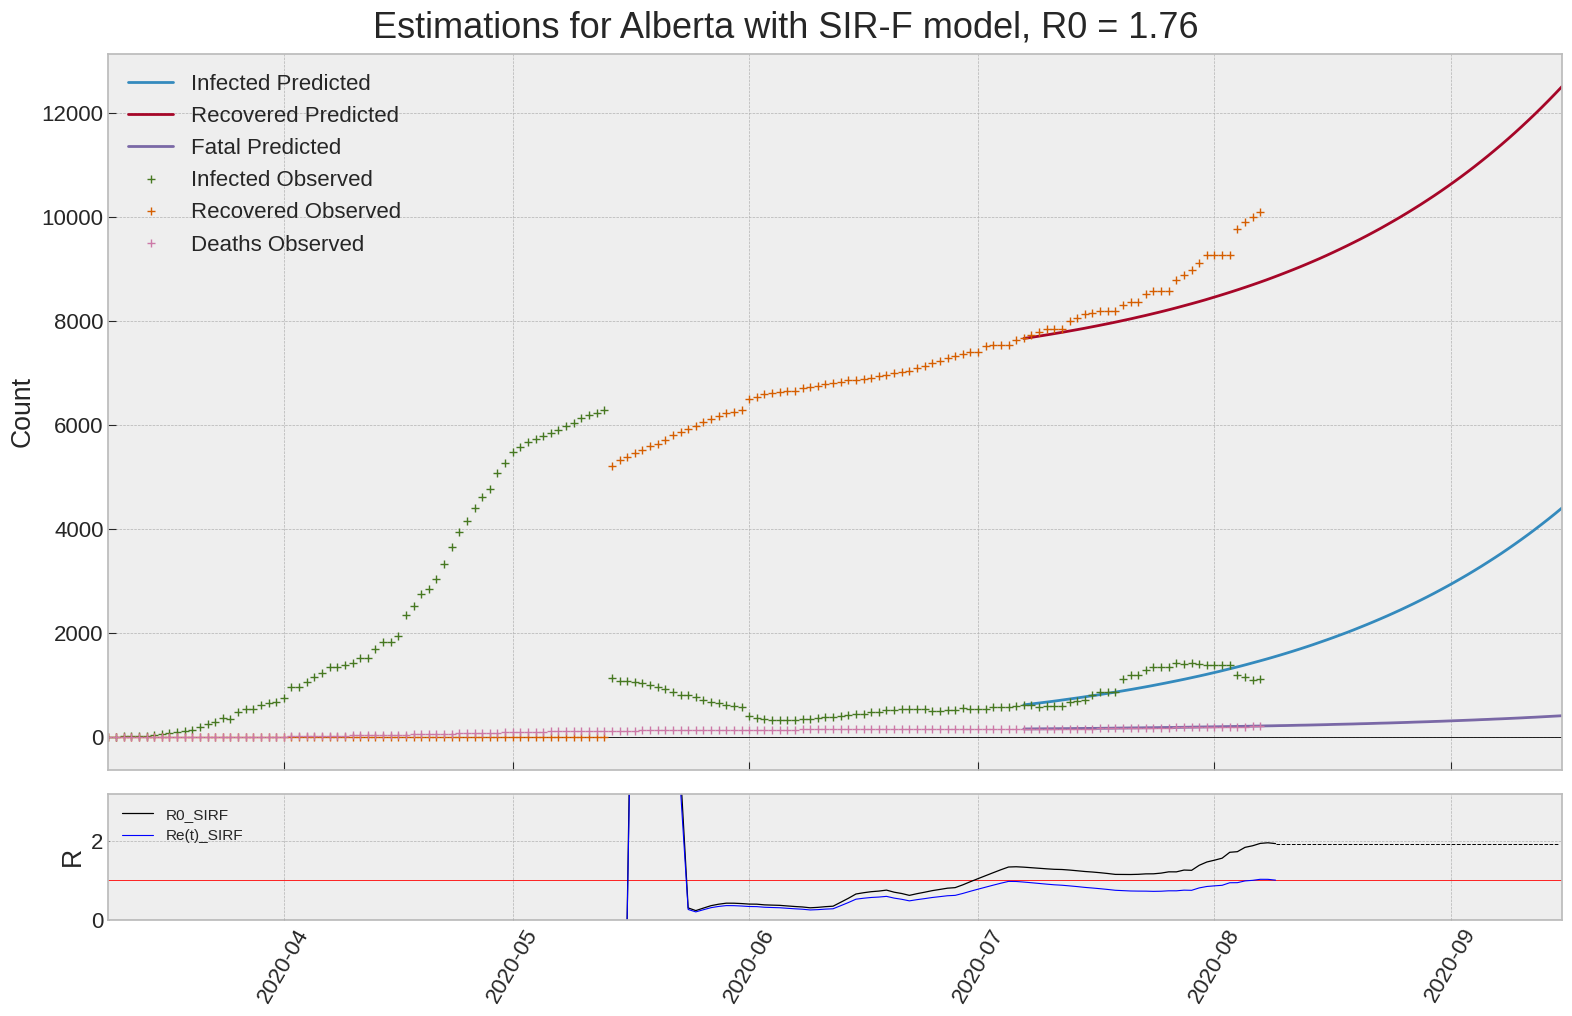 Estimations for Alberta with SIR-F model, R0 = 1.76
Infected Predicted
Recovered Predicted
Fatal Predicted
Infected Observed
Recovered Observed
Deaths Observed
Count
12000
10000
8000
6000
4000
2000
0
R0_SIRF
Re(t)_SIRF
R
2
0
2020-04
2020-05
2020-06
2020-07
2020-08
2020-09